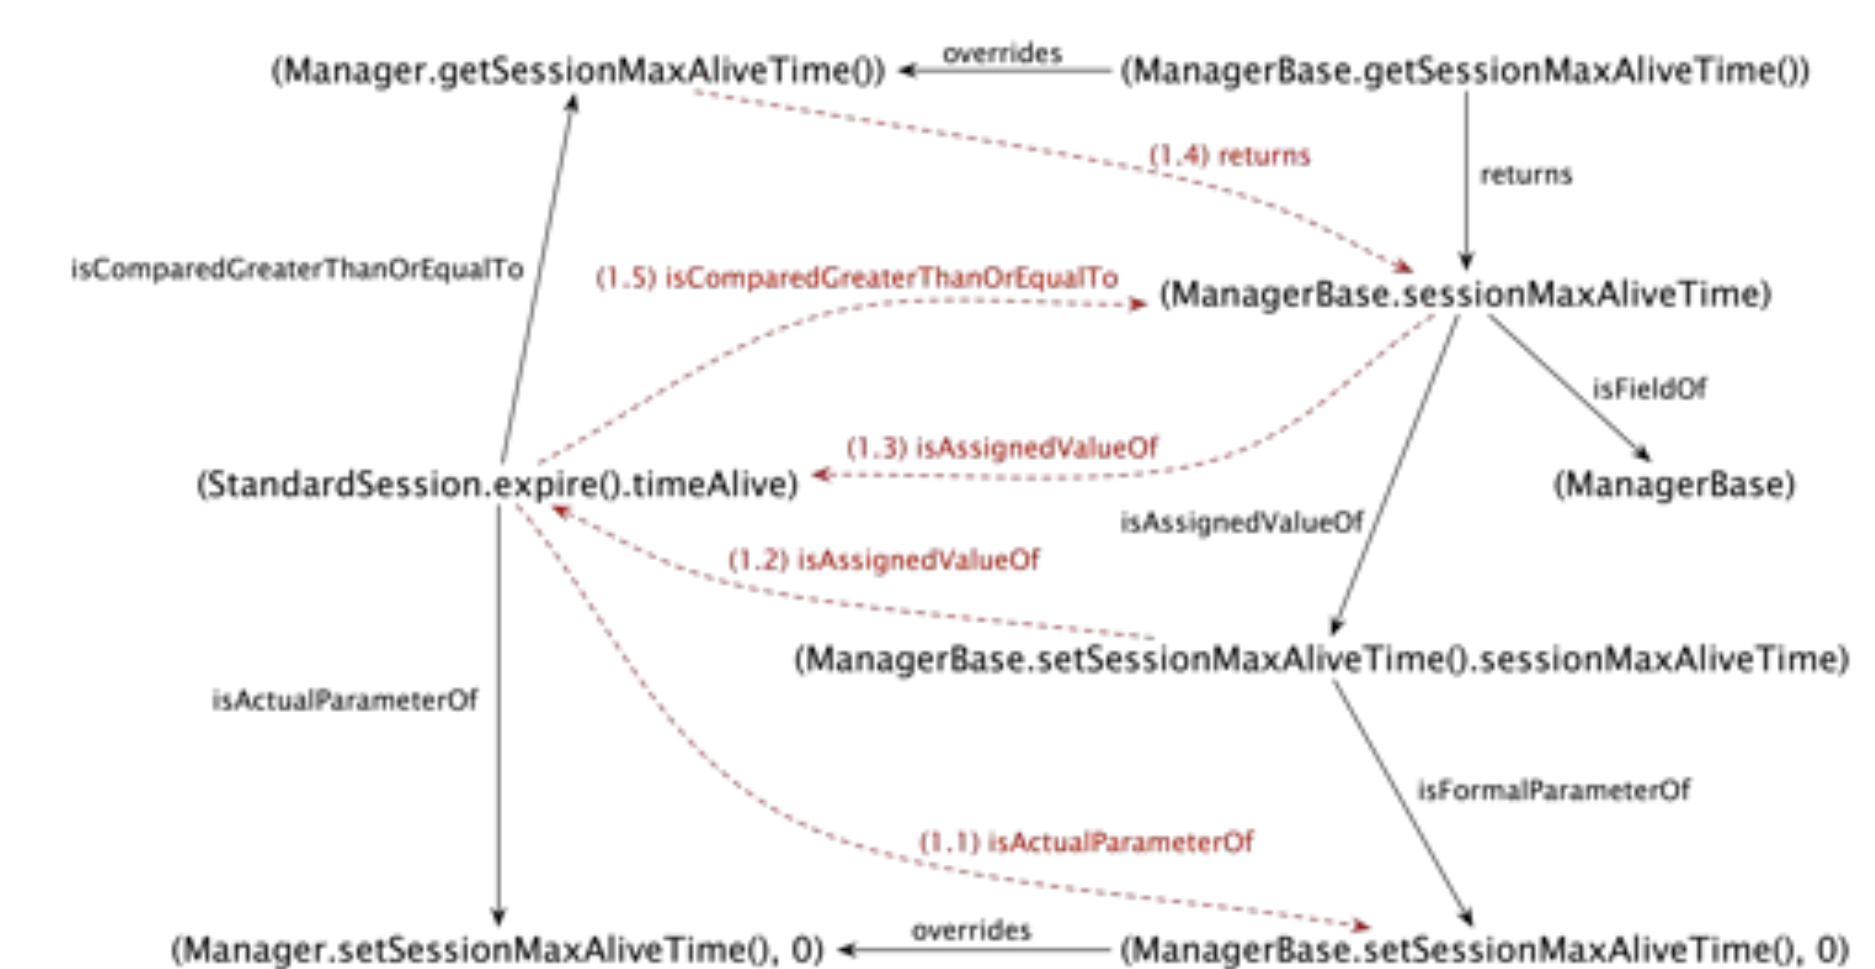 overrides
(Manager.getSessionMaxAliveTime())
(ManagerBase.getSessionMaxAliveTime())
(1.4) returns
returns
isComparedGreaterThanOrEqualTo
(1.5) isComparedGreaterThanOrEqualTo
(ManagerBase.sessionMaxAliveTime)
isFieldOf
(1.3) isAssignedValueOf
(StandardSession.expire().timeAlive)
(ManagerBase)
isAssignedValueOf
(1.2) isAssignedValueOf
(ManagerBase.setSessionMaxAliveTime().sessionMaxAliveTime)
isActualParameterOf
isFormalParameterOf
(1.1) isActualParameterOf
overrides
(Manager.setSessionMaxAliveTime(), 0)
(ManagerBase.setSessionMaxAliveTime(), 0)